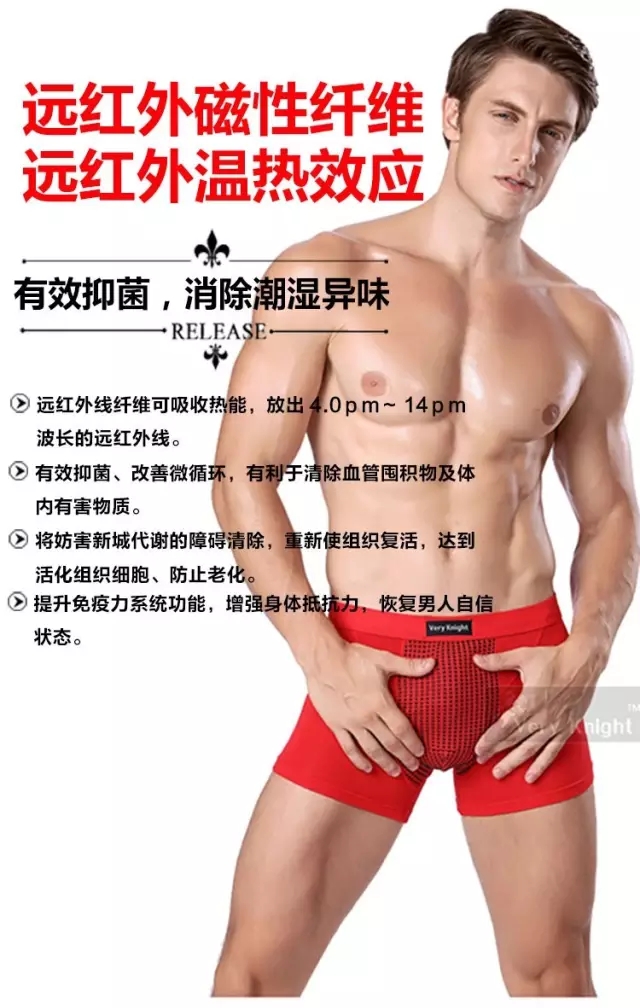 远红外磁性纤维
远红外温热效应
有效抑菌，消除潮湿异味
RELEASE
远红外线纤维可吸收热能，放出 4.0pm~ 14pm
波长的远红外线。
有效抑菌、改善微循环，有利于清除血管囤积物及体
内有害物质。
将妨害新城代谢的障碍清除，重新使组织复活，达到
活化组织细胞、防止老化。
提升免疫力系统功能，增强身体抵抗力，恢复男人自信
状态。
Very Knight
TM
Very Knight